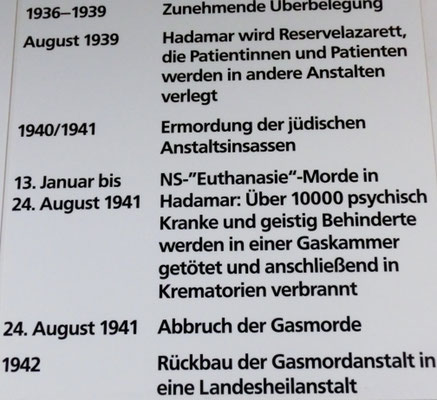 1936–1939 Zunehmende Überbelegung
August 1939 Hadamar wird Reservelazarett,
die Patientinnen und Patienten
werden in andere Anstalten
verlegt
1940/1941 Ermordung der jüdischen
Anstaltsinsassen
13. Januar bis NS-"Euthanasie"-Morde in
24. August 1941 Hadamar: Über 10000 psychisch
Kranke und geistig Behinderte
werden in einer Gaskammer
getötet und anschließend in
Krematorien verbrannt
24. August 1941 Abbruch der Gasmorde
1942 Rückbau der Gasmordanstalt in
eine Landesheilanstalt